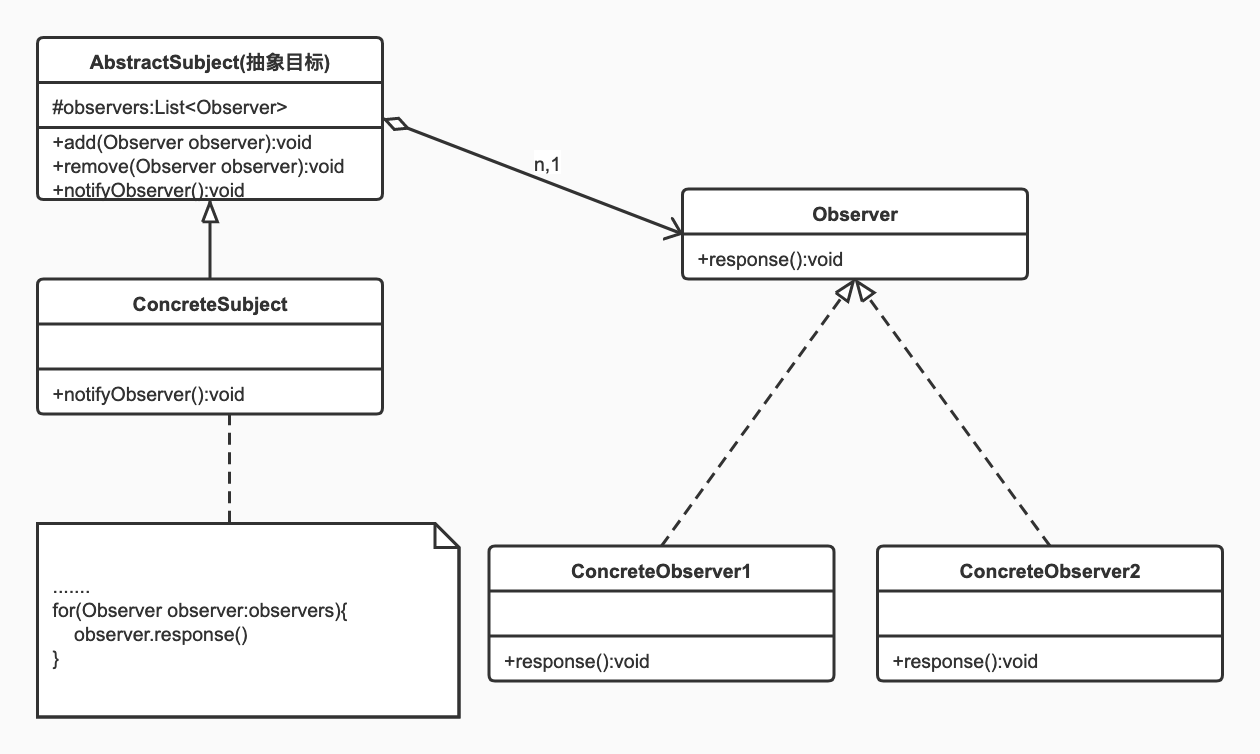 AbstractSubject(抽象目标)
#observers:List<Observer>
+add(Observer observer):void
+remove(Observer observer):void
+notifyObserver():void
n,1
Observer
+response():void
ConcreteSubject
+notifyObserver():void
.......
for(Observer observer:observers){
observer.response()
}
ConcreteObserver1
+response():void
ConcreteObserver2
+response():void